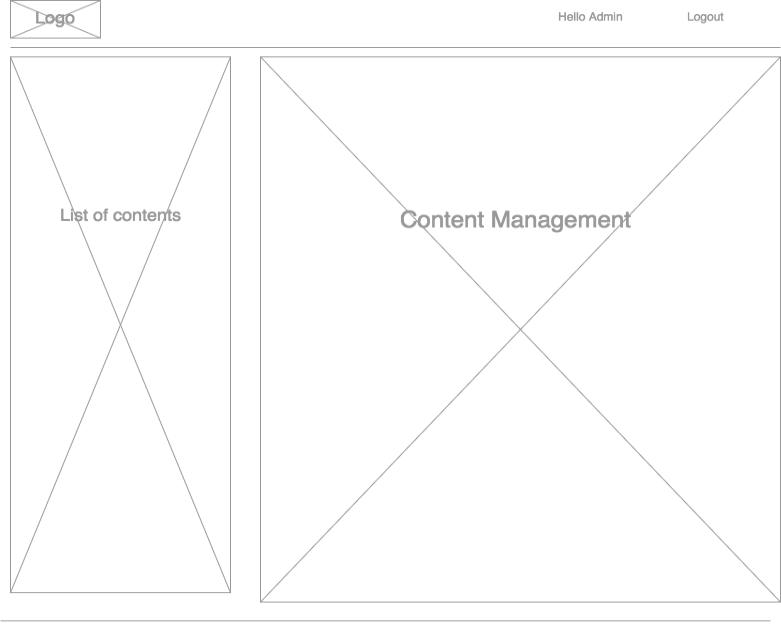 Logo
Hello Admin
Logout
List of contents
Content Management